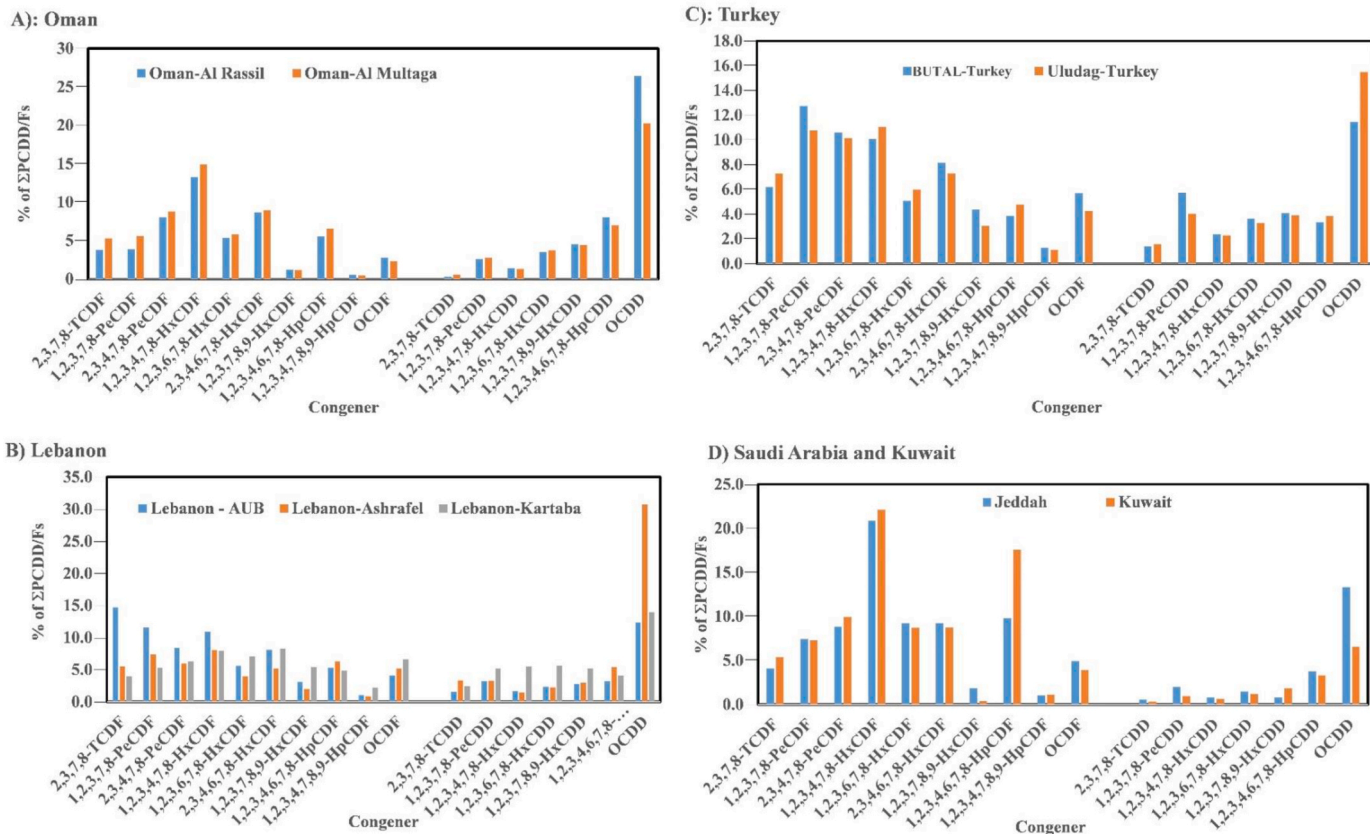 A): Oman
% of ΣPCDD/Fs
30
25
20
15
10
5
0
Oman-Al Rassil Oman-Al Multaga
2,3,7,8-TCDF
1,2,3,7,8-PeCDF
2,3,4,7,8-PeCDF
1,2,3,4,7,8-HxCDF
1,2,3,6,7,8-HxCDF
2,3,4,6,7,8-HxCDF
1,2,3,7,8,9-HxCDF
1,2,3,4,6,7,8-HpCDF
1,2,3,4,7,8,9-HpCDF
OCDF
2,3,7,8-TCDD
1,2,3,7,8-PeCDD
1,2,3,4,7,8-HxCDD
1,2,3,6,7,8-HxCDD
1,2,3,7,8,9-HxCDD
1,2,3,4,6,7,8-HpCDD
OCDD
Congener
C): Turkey
% of ΣPCDD/Fs
18.0
16.0
14.0
12.0
10.0
8.0
6.0
4.0
2.0
0.0
BUTAL-Turkey Uludag-Turkey
2,3,7,8-TCDF
1,2,3,7,8-PeCDF
2,3,4,7,8-PeCDF
1,2,3,4,7,8-HxCDF
1,2,3,6,7,8-HxCDF
2,3,4,6,7,8-HxCDF
1,2,3,7,8,9-HxCDF
1,2,3,4,6,7,8-HpCDF
1,2,3,4,7,8,9-HpCDF
OCDF
2,3,7,8-TCDD
1,2,3,7,8-PeCDD
1,2,3,4,7,8-HxCDD
1,2,3,6,7,8-HxCDD
1,2,3,7,8,9-HxCDD
1,2,3,4,6,7,8-HpCDD
OCDD
Congener
B) Lebanon
% of ΣPCDD/Fs
35.0
30.0
25.0
20.0
15.0
10.0
5.0
0.0
Lebanon - AUB Lebanon-Ashrafel Lebanon-Kartaba
2,3,7,8-TCDF
1,2,3,7,8-PeCDF
2,3,4,7,8-PeCDF
1,2,3,4,7,8-HxCDF
1,2,3,6,7,8-HxCDF
2,3,4,6,7,8-HxCDF
1,2,3,7,8,9-HxCDF
1,2,3,4,6,7,8-HpCDF
1,2,3,4,7,8,9-HpCDF
OCDF
2,3,7,8-TCDD
1,2,3,7,8-PeCDD
1,2,3,4,7,8-HxCDD
1,2,3,6,7,8-HxCDD
1,2,3,7,8,9-HxCDD
1,2,3,4,6,7,8-…
OCDD
Congener
D) Saudi Arabia and Kuwait
% of ΣPCDD/Fs
25.0
20.0
15.0
10.0
5.0
0.0
Jeddah Kuwait
2,3,7,8-TCDF
1,2,3,7,8-PeCDF
2,3,4,7,8-PeCDF
1,2,3,4,7,8-HxCDF
1,2,3,6,7,8-HxCDF
2,3,4,6,7,8-HxCDF
1,2,3,7,8,9-HxCDF
1,2,3,4,6,7,8-HpCDF
1,2,3,4,7,8,9-HpCDF
OCDF
2,3,7,8-TCDD
1,2,3,7,8-PeCDD
1,2,3,4,7,8-HxCDD
1,2,3,6,7,8-HxCDD
1,2,3,7,8,9-HxCDD
1,2,3,4,6,7,8-HpCDD
OCDD
Congener